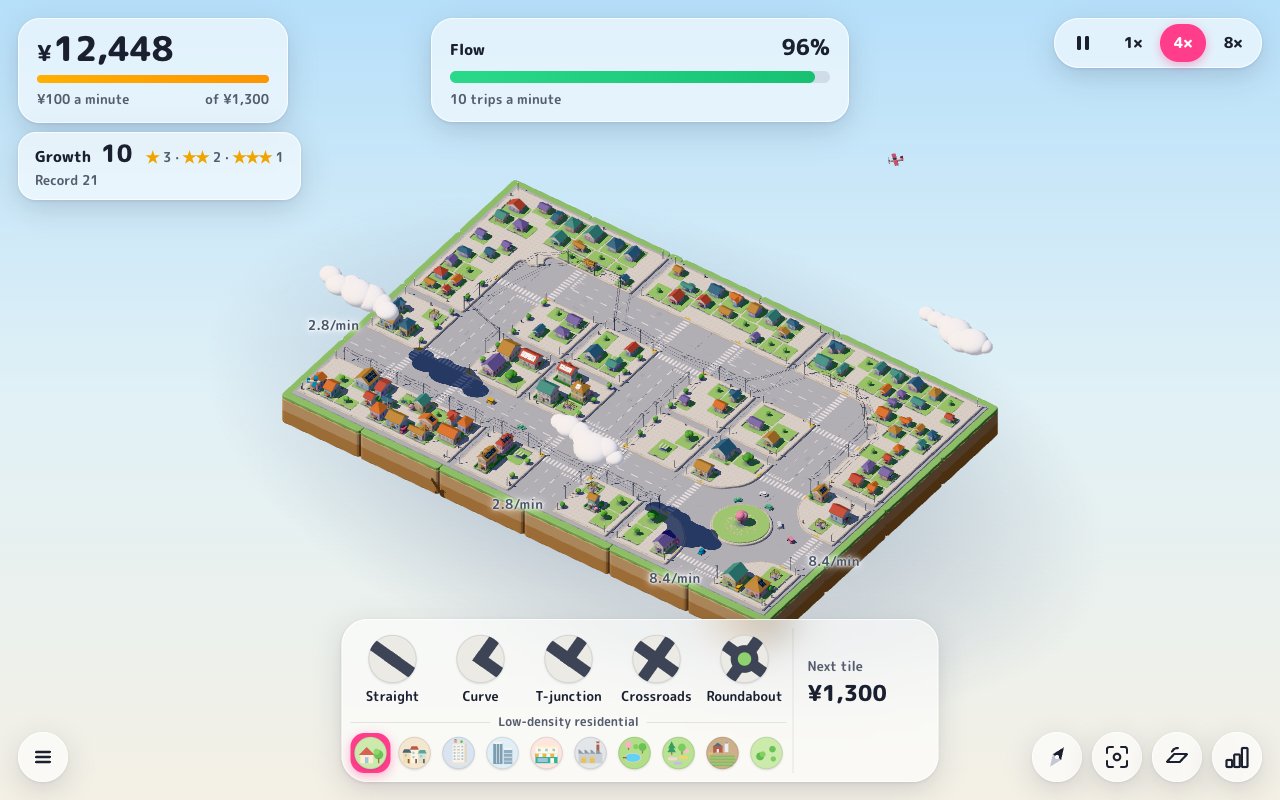 ¥12,448
¥100 a minute of ¥1,300
Growth 10 ★ 3 · ★★ 2 · ★★★ 1
Record 21
Flow 96%
10 trips a minute
1× 4× 8×
2.8/min
2.8/min
8.4/min
8.4/min
Straight Curve T-junction Crossroads Roundabout
Low-density residential
Next tile
¥1,300